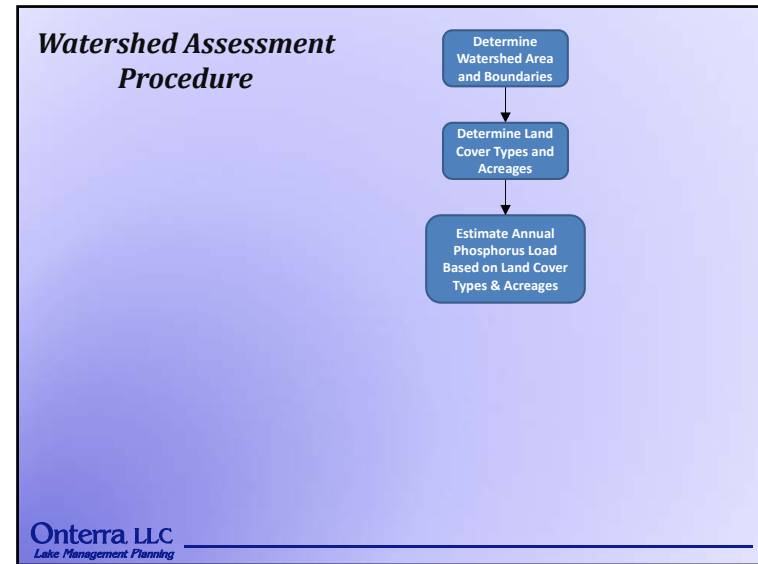 Watershed Assessment
Procedure
Determine
Watershed Area
and Boundaries
Determine Land
Cover Types and
Acreages
Estimate Annual
Phosphorus Load
Based on Land Cover
Types & Acreages
Onterra, LLC
Lake Management Planning